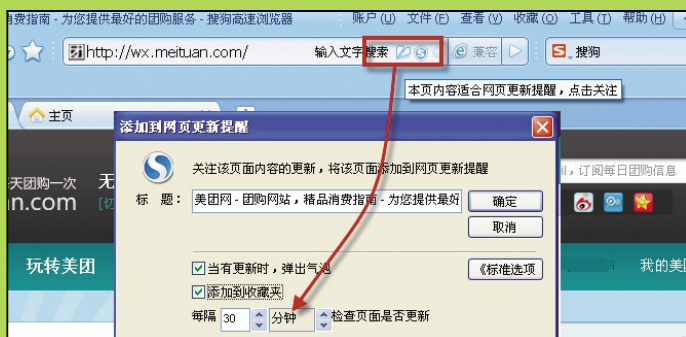 消费指南 - 为您提供最好的团购服务 - 搜狗高速浏览器 账户(U) 文件(F) 查看(V) 收藏(O) 工具(T) 帮助(H)
http://wx.meituan.com/ 输入文字搜索 兼容 搜狗
本页内容适合网页更新提醒，点击关注
主页
添加到网页更新提醒
关注该页面内容的更新，将该页面添加到网页更新提醒
，订阅每日团购信息
天团购一次 无
n.com [切
标 题： 美团网 - 团购网站，精品消费指南 - 为您提供最好 确定
取消
玩转美团 我的美
当有更新时，弹出气泡 《标准选项
添加到收藏夹
每隔 30 分钟 检查页面是否更新